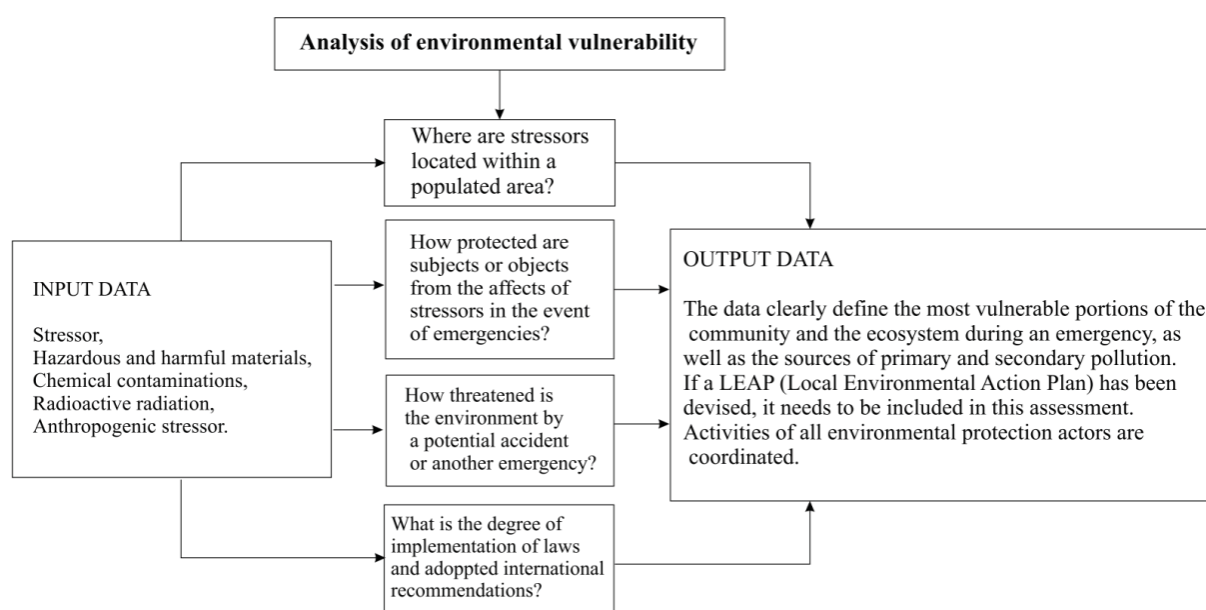 Analysis of environmental vulnerability
Where are stressors
located within a
populated area?
INPUT DATA
Stressor,
Hazardous and harmful materials,
Chemical contaminations,
Radioactive radiation,
Anthropogenic stressor.
How protected are
subjects or objects
from the affects of
stressors in the event
of emergencies?
How threatened is
the environment by
a potential accident
or another emergency?
What is the degree of
implementation of laws
and adoppted international
recommendations?
OUTPUT DATA
The data clearly define the most vulnerable portions of the
community and the ecosystem during an emergency, as
well as the sources of primary and secondary pollution.
If a LEAP (Local Environmental Action Plan) has been
devised, it needs to be included in this assessment.
Activities of all environmental protection actors are
coordinated.